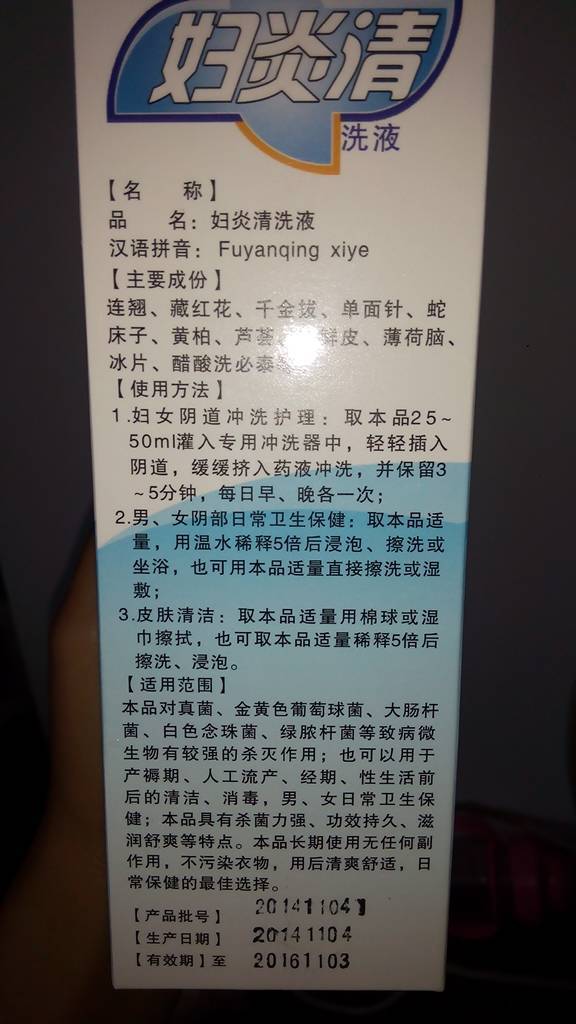 妇炎清
洗液
【名 称】
品 名：妇炎清洗液
汉语拼音：Fuyanqing xiye
【主要成份】
连翘、藏红花、千金拔、单面针、蛇
床子、黄柏、芦荟、鲜皮、薄荷脑、
冰片、醋酸洗必泰
【使用方法】
1.妇女阴道冲洗护理：取本品25~
50ml灌入专用冲洗器中，轻轻插入
阴道，缓缓挤入药液冲洗，并保留3
~5分钟，每日早、晚各一次；
2.男、女阴部日常卫生保健：取本品适
量，用温水稀释5倍后浸泡、擦洗或
坐浴，也可用本品适量直接擦洗或湿
敷；
3.皮肤清洁：取本品适量用棉球或湿
巾擦拭，也可取本品适量稀释5倍后
擦洗、浸泡。
【适用范围】
本品对真菌、金黄色葡萄球菌、大肠杆
菌、白色念珠菌、绿脓杆菌等致病微
生物有较强的杀灭作用；也可以用于
产褥期、人工流产、经期、性生活前
后的清洁、消毒，男、女日常卫生保
健；本品具有杀菌力强、功效持久、滋
润舒爽等特点。本品长期使用无任何副
作用，不污染衣物，用后清爽舒适，日
常保健的最佳选择。
【产品批号】 201411041
【生产日期】 20141104
【有效期】至 20161103